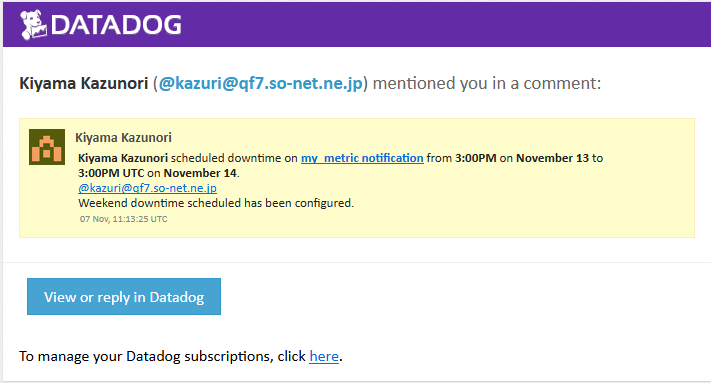 DATADOG
Kiyama Kazunori (@kazuri@qf7.so-net.ne.jp) mentioned you in a comment:
Kiyama Kazunori
Kiyama Kazunori scheduled downtime on my_metric notification from 3:00PM on November 13 to
3:00PM UTC on November 14.
@kazuri@qf7.so-net.ne.jp
Weekend downtime scheduled has been configured.
07 Nov, 11:13:25 UTC
View or reply in Datadog
To manage your Datadog subscriptions, click here.